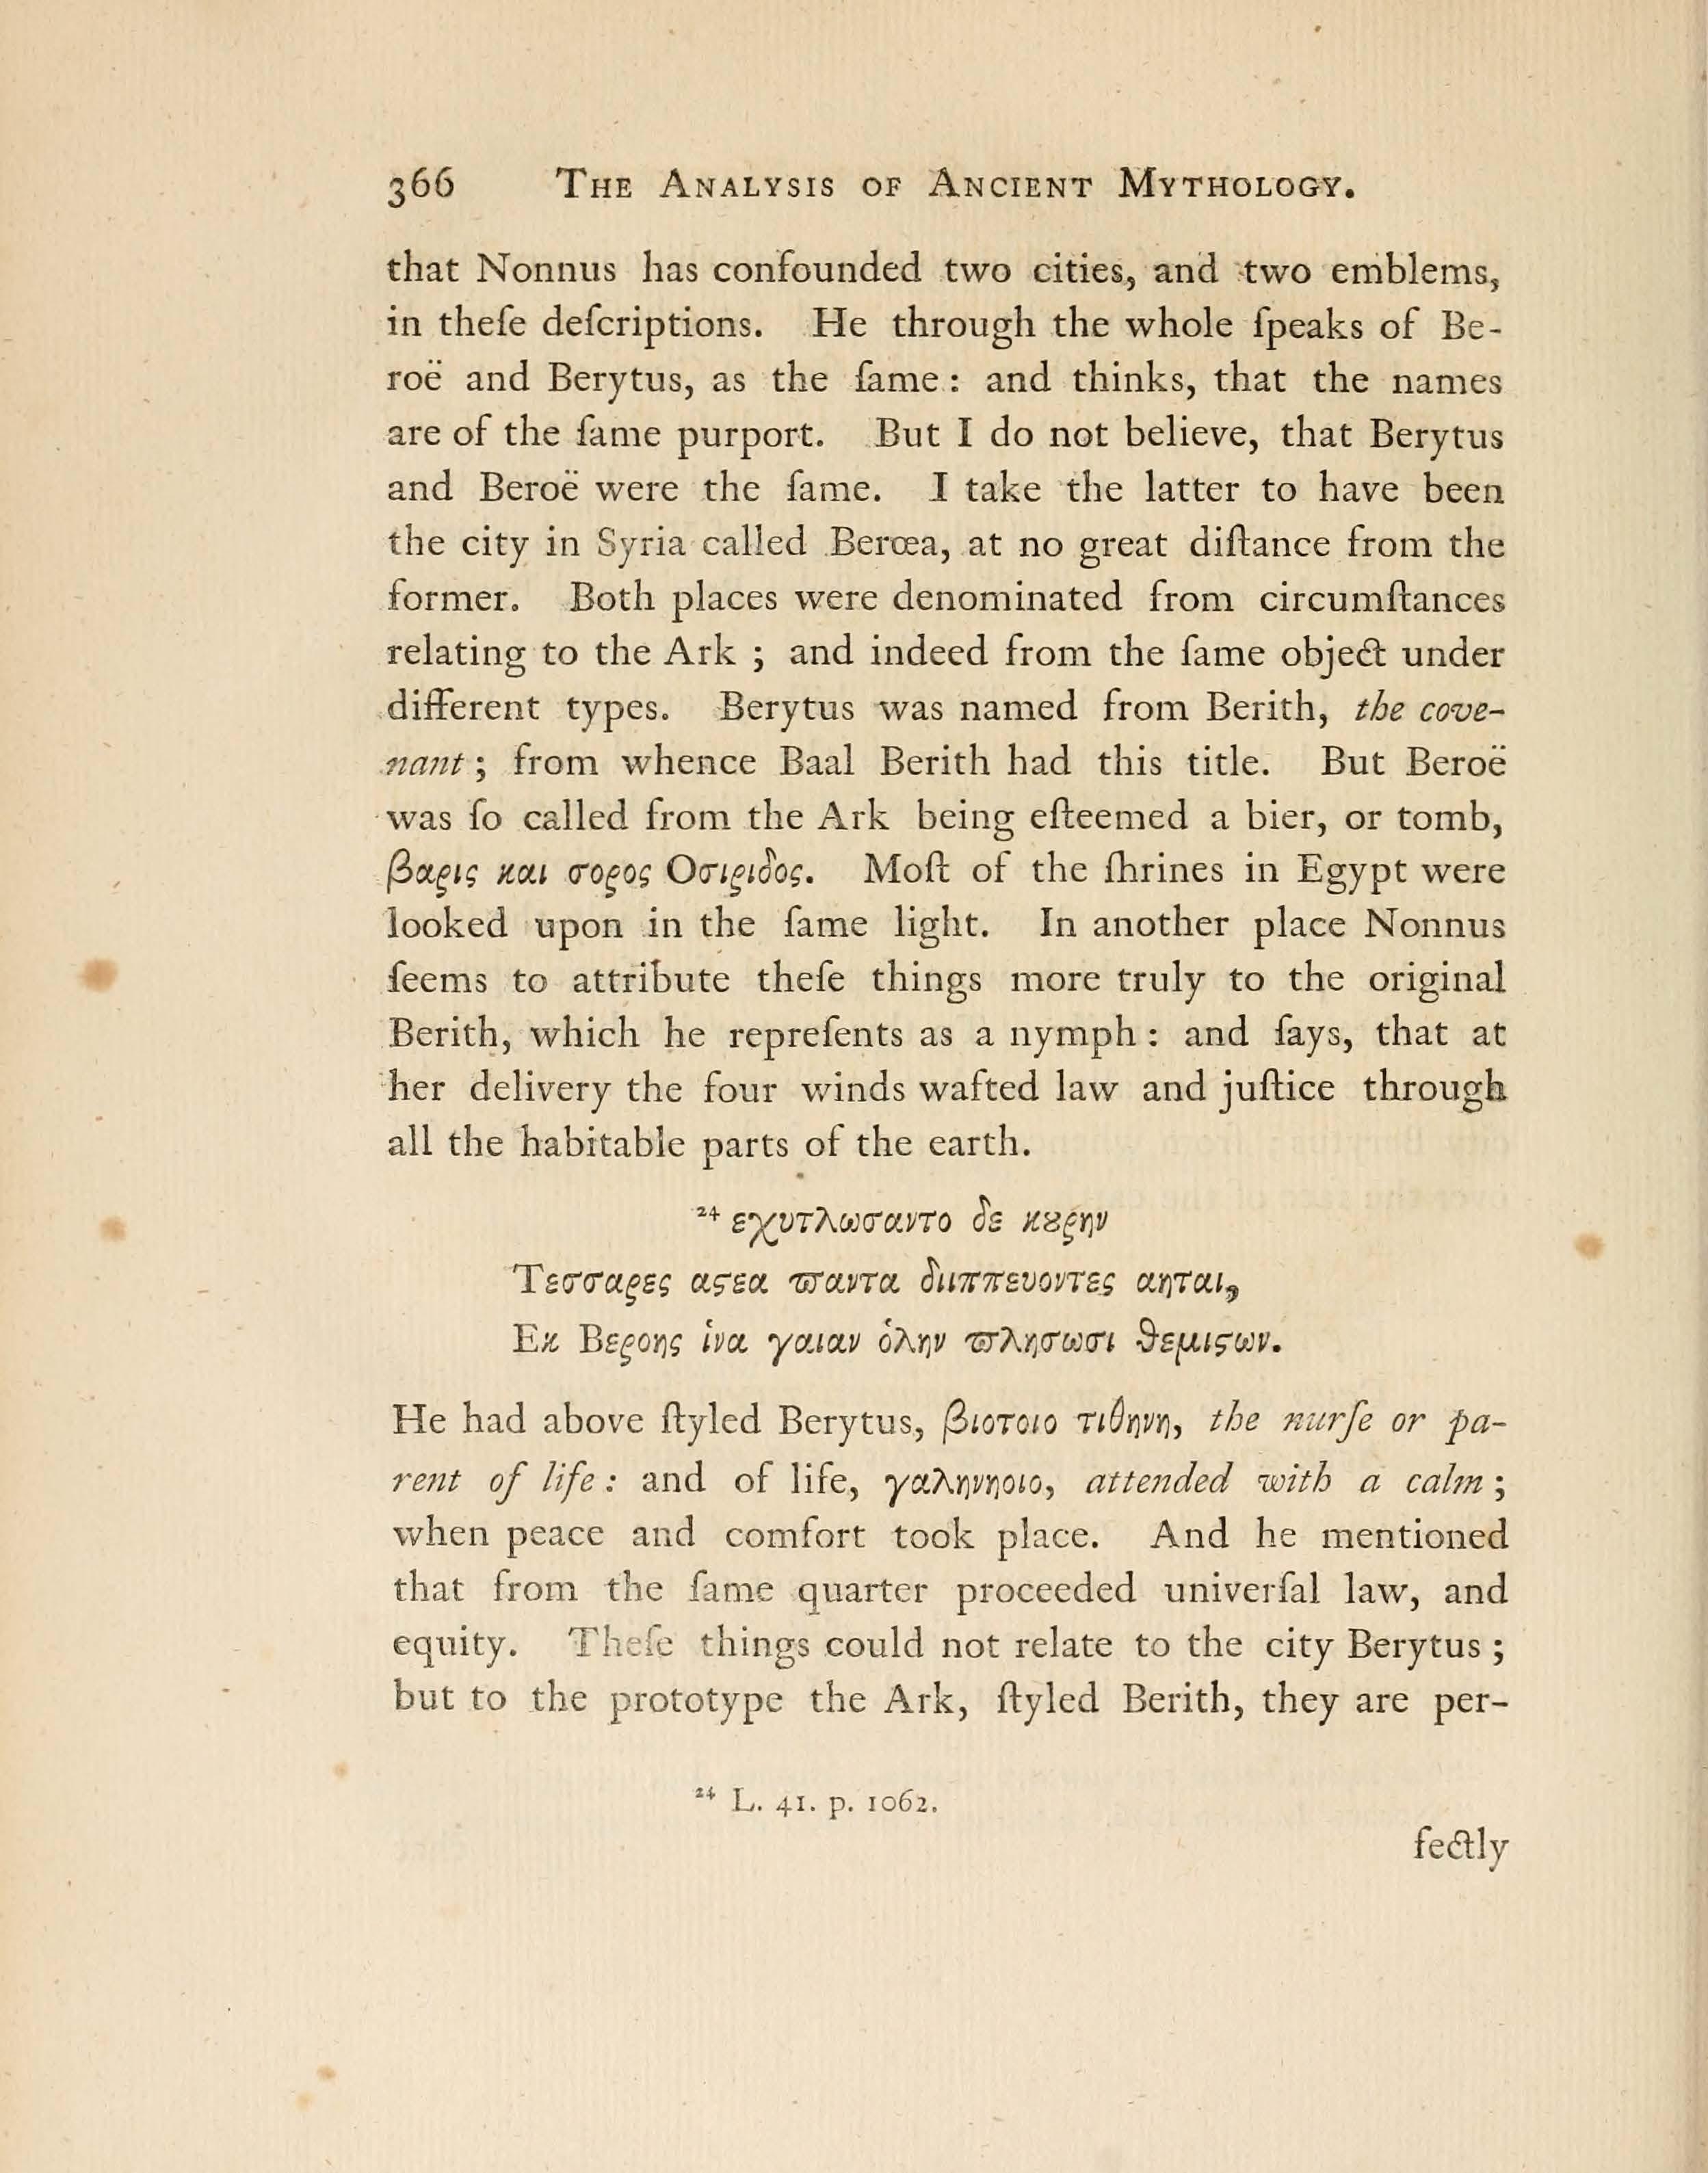 366 THE ANALYSIS OF ANCIENT MYTHOLOGY.
that Nonnus has confounded two cities, and two emblems,
in theſe deſcriptions. He through the whole ſpeaks of Be-
roë and Berytus, as the ſame: and thinks, that the names
are of the ſame purport. But I do not believe, that Berytus
and Beroë were the ſame. I take the latter to have been
the city in Syria called Berœa, at no great diſtance from the
former. Both places were denominated from circumſtances
relating to the Ark; and indeed from the ſame object under
different types. Berytus was named from Berith, the cove-
nant; from whence Baal Berith had this title. But Beroë
was ſo called from the Ark being eſteemed a bier, or tomb,
βαρις και σορος Οσιριδος. Moſt of the ſhrines in Egypt were
looked upon in the ſame light. In another place Nonnus
ſeems to attribute theſe things more truly to the original
Berith, which he repreſents as a nymph: and ſays, that at
her delivery the four winds wafted law and juſtice through
all the habitable parts of the earth.
²⁴ εχυτλωσαντο δε κȣρην
Τεσσαρες αϛεα ϖαντα διιππευοντες αηται,
Εκ Βεροης ἱνα γαιαν ὁλην ϖλησωσι ϑεμιϛων.
He had above ſtyled Berytus, βιοτοιο τιθηνη, the nurſe or pa-
rent of life: and of life, γαληνηοιο, attended with a calm;
when peace and comfort took place. And he mentioned
that from the ſame quarter proceeded univerſal law, and
equity. Theſe things could not relate to the city Berytus;
but to the prototype the Ark, ſtyled Berith, they are per-
²⁴ L. 41. p. 1062.
fectly